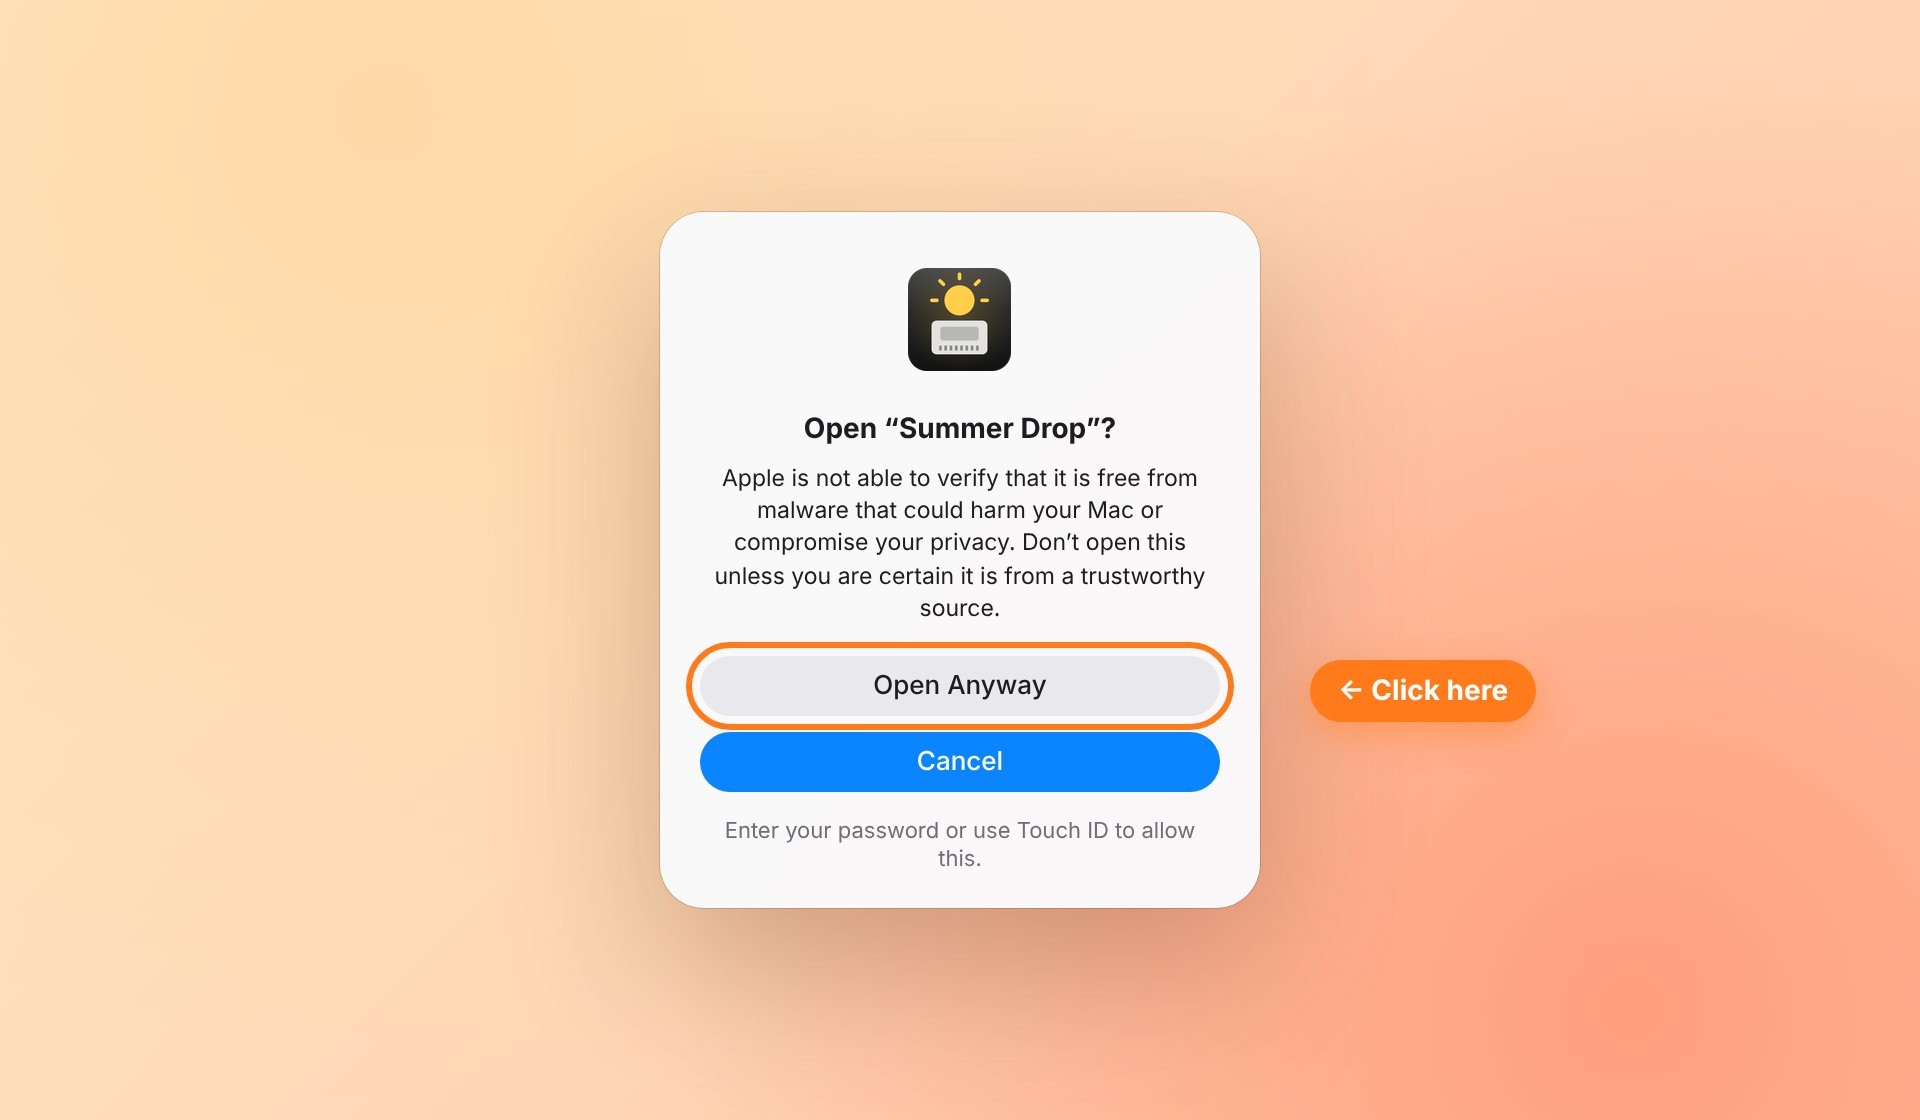 Open “Summer Drop”?
Apple is not able to verify that it is free from
malware that could harm your Mac or
compromise your privacy. Don’t open this
unless you are certain it is from a trustworthy
source.
Open Anyway
← Click here
Cancel
Enter your password or use Touch ID to allow
this.